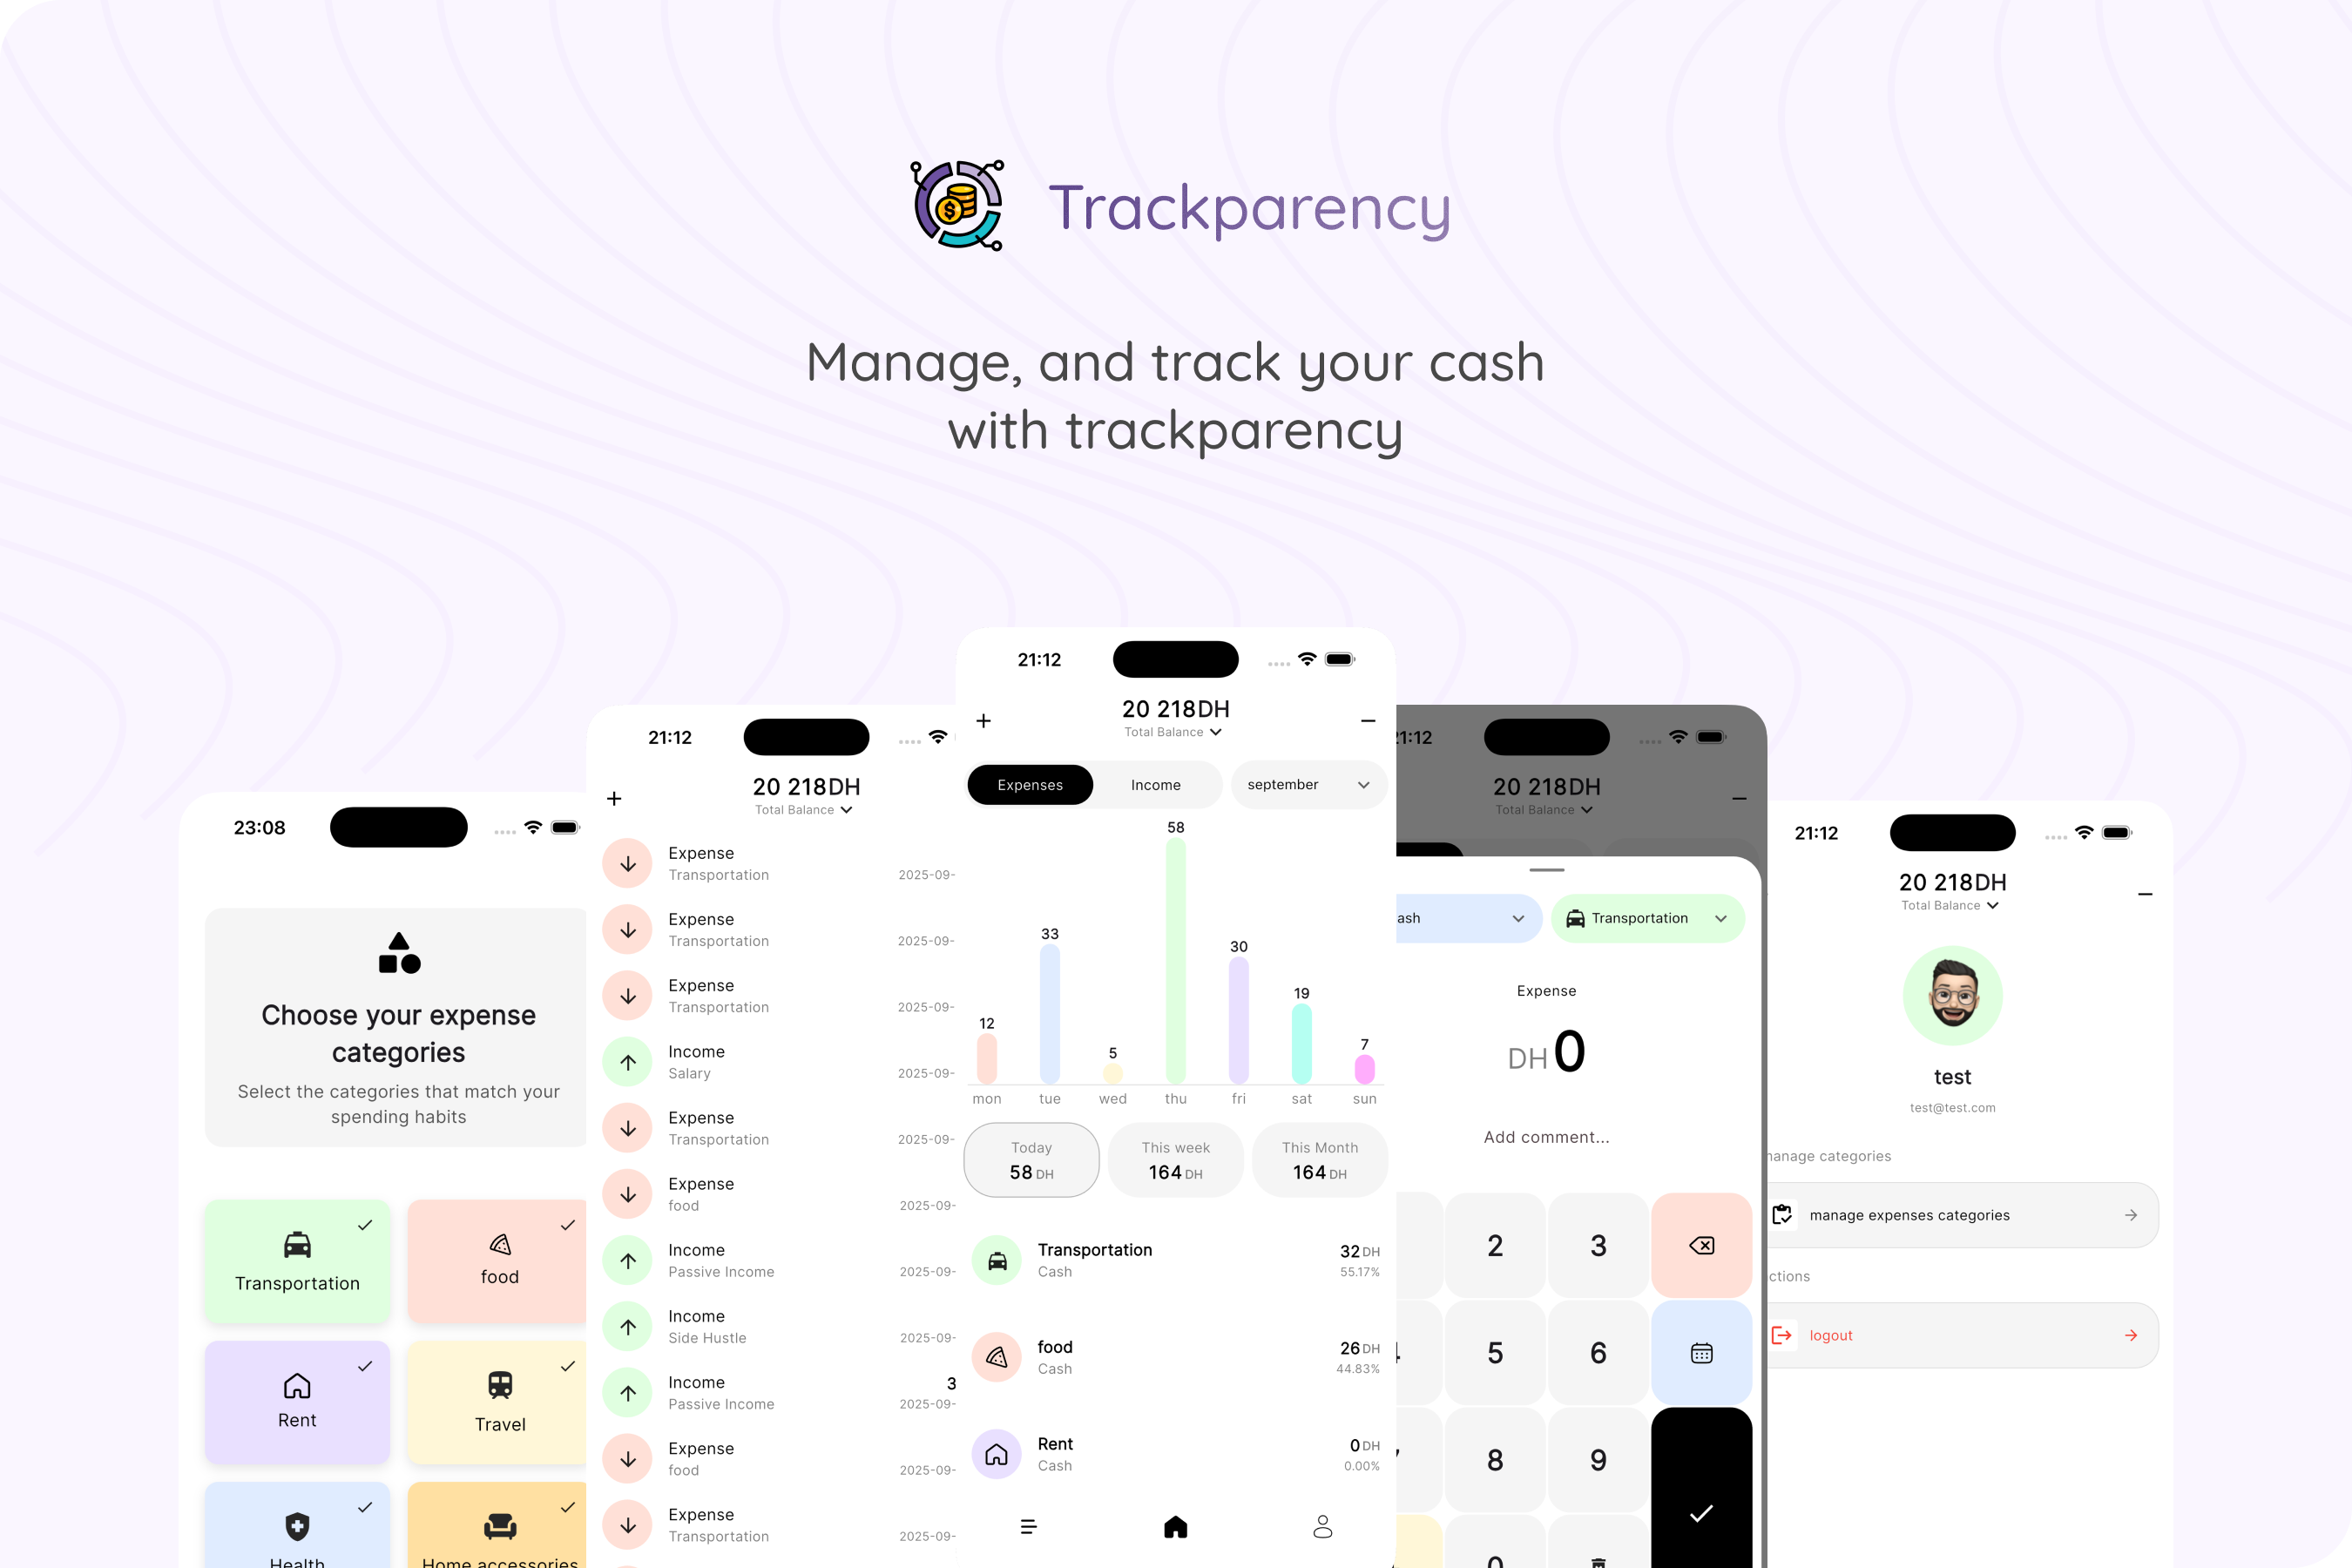 Trackparency
Manage, and track your cash
with trackparency
23:08
Choose your expense
categories
Select the categories that match your
spending habits
Transportation
food
Rent
Travel
Health
Home accessories
21:12
20 218DH
Total Balance
Expense
Transportation
2025-09-
Expense
Transportation
2025-09-
Expense
Transportation
2025-09-
Income
Salary
2025-09-
Expense
Transportation
2025-09-
Expense
food
2025-09-
Income
Passive Income
2025-09-
Income
Side Hustle
2025-09-
Income
3
Passive Income
2025-09-
Expense
food
2025-09-
Expense
Transportation
2025-09-
21:12
20 218DH
Total Balance
Expenses
Income
september
58
33
30
19
12
7
5
mon tue wed thu fri sat sun
Today
58 DH
This week
164 DH
This Month
164 DH
Transportation
32 DH
Cash
55.17%
food
26 DH
Cash
44.83%
Rent
0 DH
Cash
0.00%
21:12
20 218DH
Total Balance
ash
Transportation
Expense
DH 0
Add comment...
2 3
5 6
8 9
0
21:12
20 218DH
Total Balance
test
test@test.com
manage categories
manage expenses categories
ctions
logout